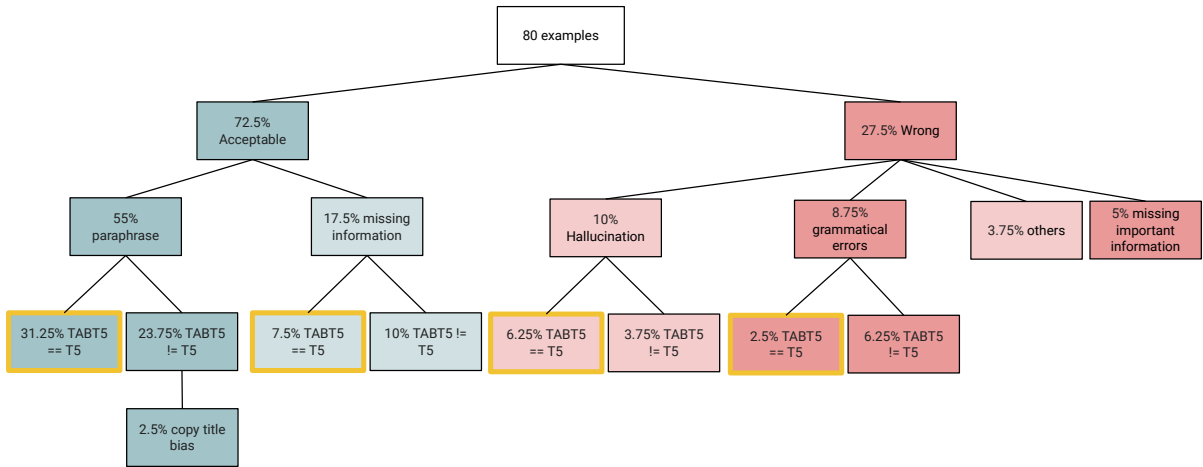 80 examples
72.5%
Acceptable
27.5% Wrong
55%
paraphrase
17.5% missing
information
10%
Hallucination
8.75%
grammatical
errors
3.75% others
5% missing
important
information
31.25% TABT5
== T5
23.75% TABT5
!= T5
7.5% TABT5
== T5
10% TABT5 !=
T5
6.25% TABT5
== T5
3.75% TABT5
!= T5
2.5% TABT5
== T5
6.25% TABT5
!= T5
2.5% copy title
bias